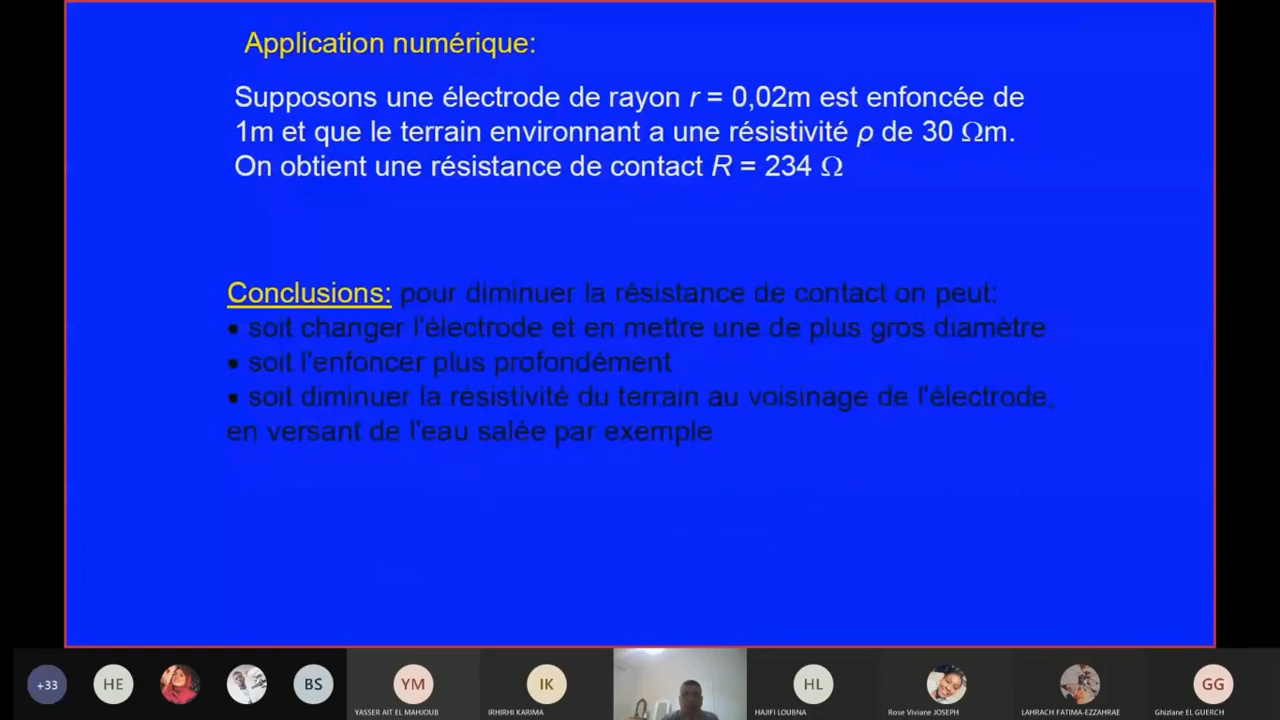 Application numérique:
Supposons une électrode de rayon r = 0,02m est enfoncée de
1m et que le terrain environnant a une résistivité ρ de 30 Ωm.
On obtient une résistance de contact R = 234 Ω
Conclusions: pour diminuer la résistance de contact on peut:
• soit changer l'électrode et en mettre une de plus gros diamètre
• soit l'enfoncer plus profondément
• soit diminuer la résistivité du terrain au voisinage de l'électrode,
en versant de l'eau salée par exemple
+33
HE
BS
YM
IK
HL
GG
YASSER AIT EL MAHJOUB
IRHIRHI KARIMA
HAJIFI LOUBNA
Rose Viviane JOSEPH
LAHRACH FATIMA-EZZAHRAE
Ghizlane EL GUERCH